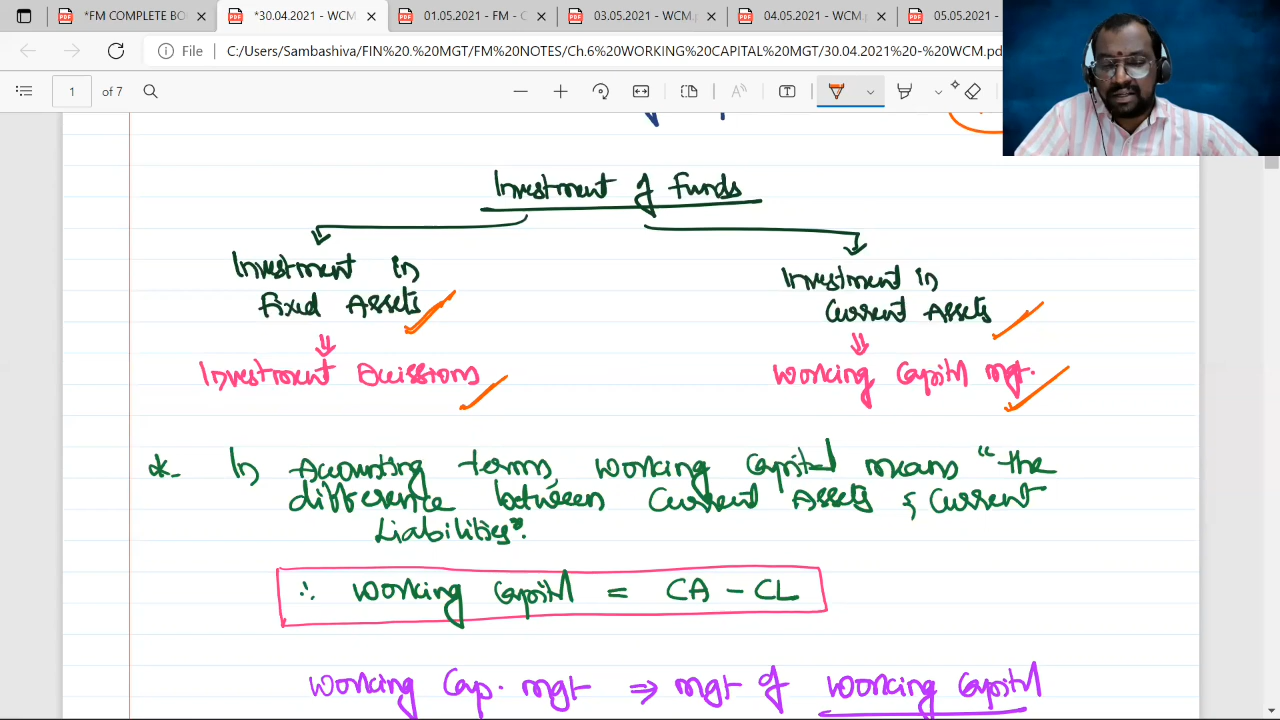 *FM COMPLETE BO
*30.04.2021 - WCM
01.05.2021 - FM - C
03.05.2021 - WCM.p
04.05.2021 - WCM.p
05.05.2021 -
File
C:/Users/Sambashiva/FIN%20.%20MGT/FM%20NOTES/Ch.6%20WORKING%20CAPITAL%20MGT/30.04.2021%20-%20WCM.pd
1 of 7
Investment of Funds
Investment in
Fixed Assets
Investment in
Current Assets
Investment Decissions
Working Capital mgt.
*- In Accounting terms, working capital means "the
difference between Current Assets & Current
Liabilities".
∴ Working Capital = CA - CL
Working Cap. mgt ⇒ mgt of Working Capital